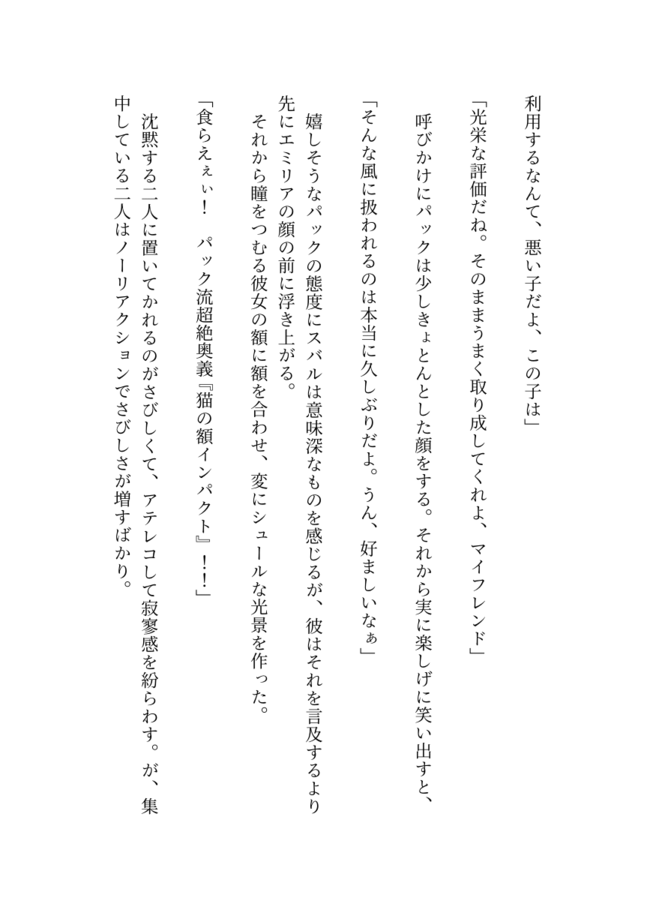 利用するなんて、悪い子だよ、この子は」
「光栄な評価だね。そのままうまく取り成してくれよ、マイフレンド」
　呼びかけにパックは少しきょとんとした顔をする。それから実に楽しげに笑い出すと、
「そんな風に扱われるのは本当に久しぶりだよ。うん、好ましいなぁ」
　嬉しそうなパックの態度にスバルは意味深なものを感じるが、彼はそれを言及するより
先にエミリアの顔の前に浮き上がる。
　それから瞳をつむる彼女の額に額を合わせ、変にシュールな光景を作った。
「食らえぇぃ！　パック流超絶奥義『猫の額インパクト』！！」
　沈黙する二人に置いてかれるのがさびしくて、アテレコして寂寥感を紛らわす。が、集
中している二人はノーリアクションでさびしさが増すばかり。